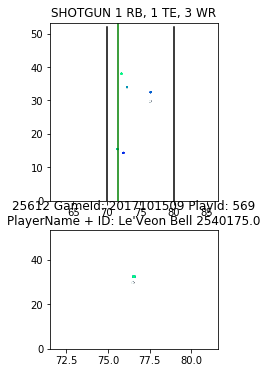 SHOTGUN 1 RB, 1 TE, 3 WR
50
40
30
20
10
0
65 70 75 80 85
25612 GameId: 2017101509 PlayId: 569
PlayerName + ID: Le'Veon Bell 2540175.0
40
20
0
72.5 75.0 77.5 80.0